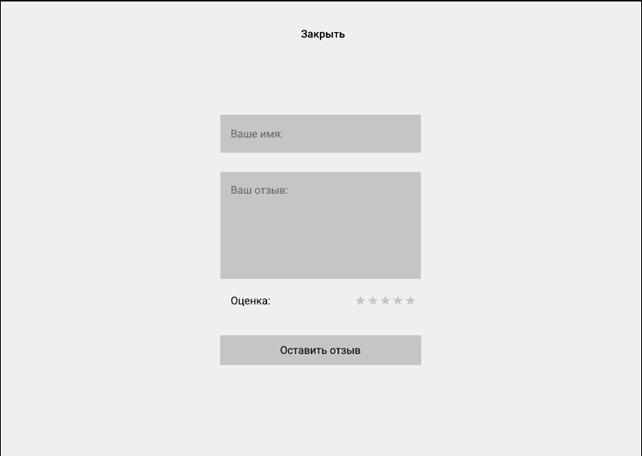 Закрыть
Ваше имя:
Ваш отзыв:
Оценка:
Оставить отзыв